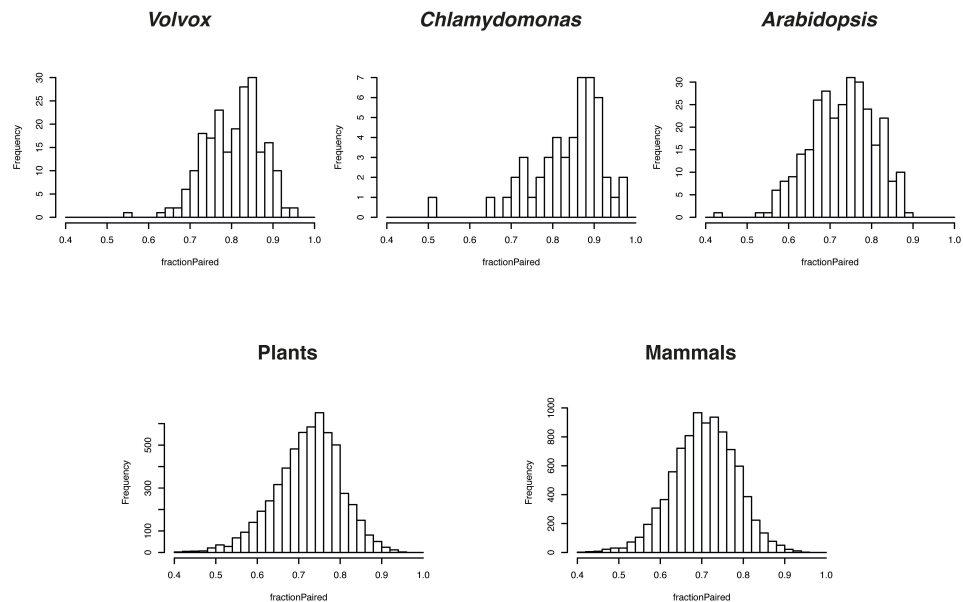 Volvox Chlamydomonas Arabidopsis
Frequency
0 5 10 15 20 25 30
0.4 0.5 0.6 0.7 0.8 0.9 1.0
fractionPaired
Frequency
0 1 2 3 4 5 6 7
0.4 0.5 0.6 0.7 0.8 0.9 1.0
fractionPaired
Frequency
0 5 10 15 20 25 30
0.4 0.5 0.6 0.7 0.8 0.9 1.0
fractionPaired
Plants Mammals
Frequency
0 100 300 500
0.4 0.5 0.6 0.7 0.8 0.9 1.0
fractionPaired
Frequency
0 200 400 600 800 1000
0.4 0.5 0.6 0.7 0.8 0.9 1.0
fractionPaired